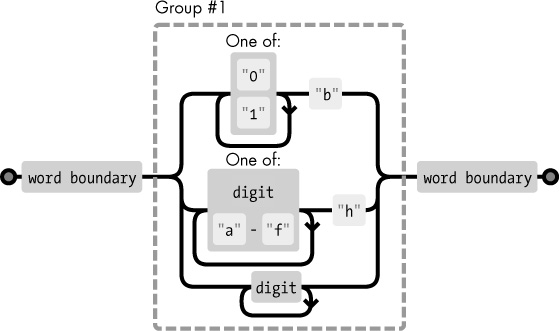 Group #1
One of:
"0"
"1"
"b"
word boundary
One of:
digit
"a" - "f"
"h"
digit
word boundary